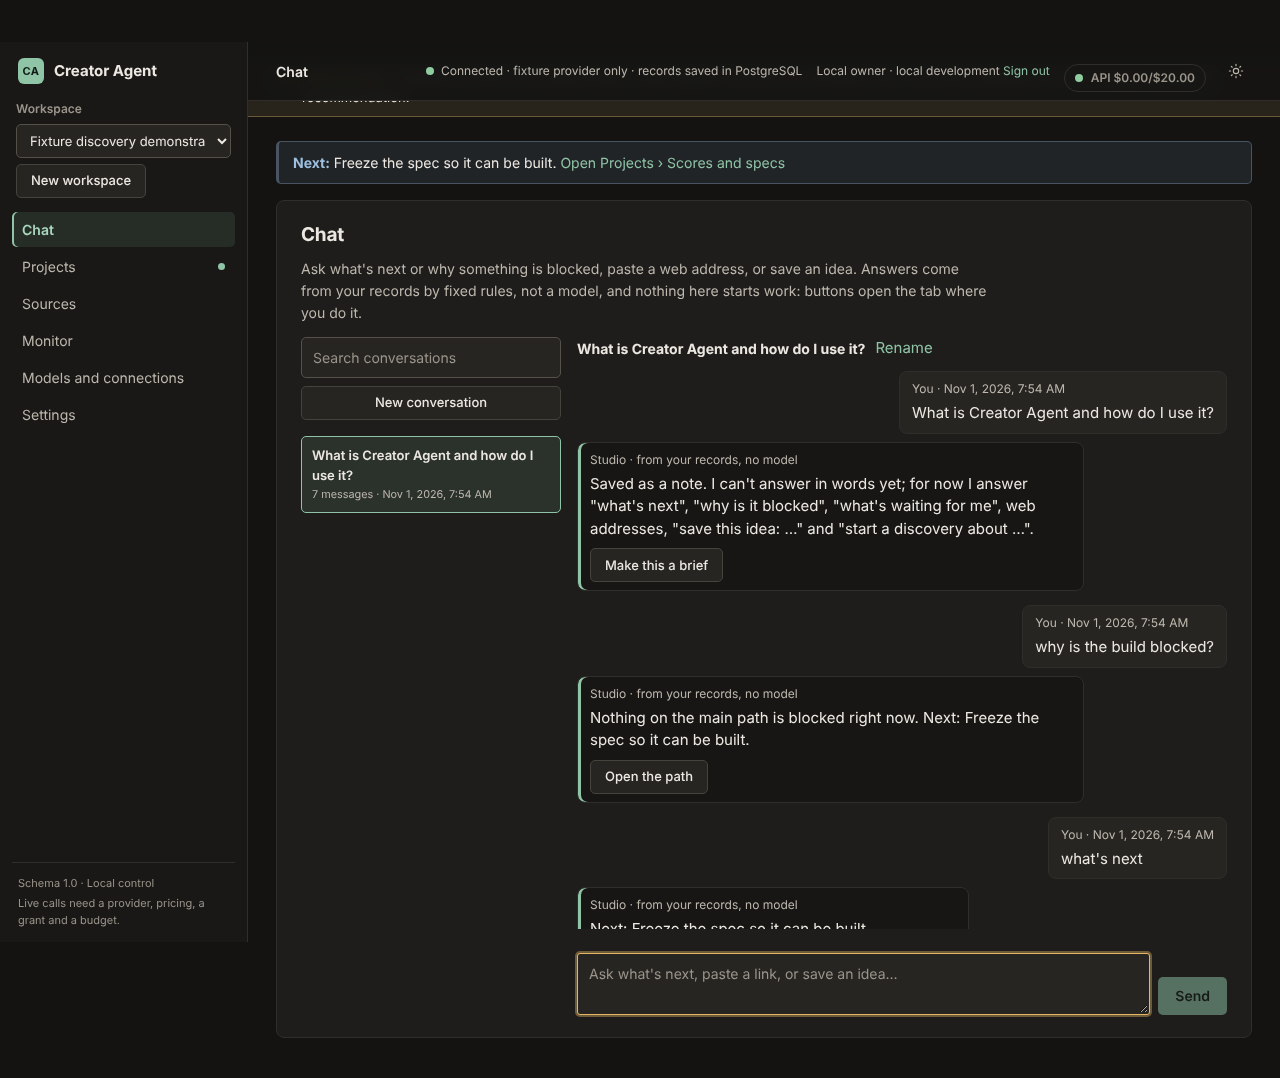 CA Creator Agent
Workspace
Fixture discovery demonstra
New workspace
Chat
Projects
Sources
Monitor
Models and connections
Settings
Schema 1.0 · Local control
Live calls need a provider, pricing, a
grant and a budget.
Chat
Connected · fixture provider only · records saved in PostgreSQL
Local owner · local development Sign out
API $0.00/$20.00
Next: Freeze the spec so it can be built. Open Projects › Scores and specs
Chat
Ask what's next or why something is blocked, paste a web address, or save an idea. Answers come
from your records by fixed rules, not a model, and nothing here starts work: buttons open the tab where
you do it.
Search conversations
New conversation
What is Creator Agent and how do I
use it?
7 messages · Nov 1, 2026, 7:54 AM
What is Creator Agent and how do I use it? Rename
You · Nov 1, 2026, 7:54 AM
What is Creator Agent and how do I use it?
Studio · from your records, no model
Saved as a note. I can't answer in words yet; for now I answer
"what's next", "why is it blocked", "what's waiting for me", web
addresses, "save this idea: ..." and "start a discovery about ...".
Make this a brief
You · Nov 1, 2026, 7:54 AM
why is the build blocked?
Studio · from your records, no model
Nothing on the main path is blocked right now. Next: Freeze the
spec so it can be built.
Open the path
You · Nov 1, 2026, 7:54 AM
what's next
Studio · from your records, no model
Next: Freeze the spec so it can be built.
Ask what's next, paste a link, or save an idea...
Send